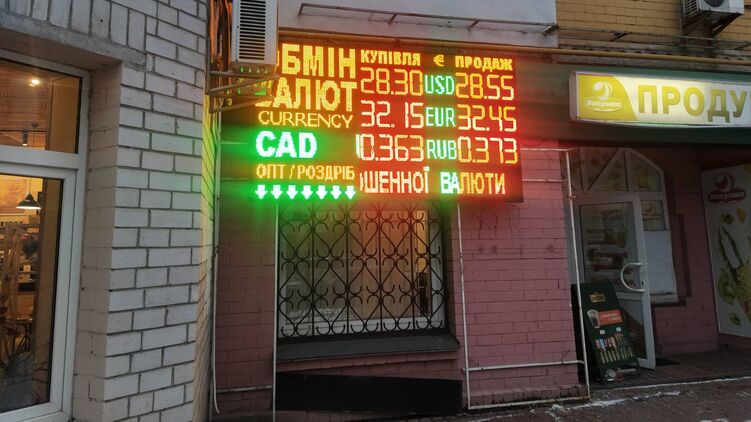 ОБМІН
ВАЛЮТ
CURRENCY
CAD
ОПТ / РОЗДРІБ
КУПІВЛЯ € ПРОДАЖ
28.30 USD 28.55
32.15 EUR 32.45
0.363 RUB 0.373
ОШЕННОЇ ВАЛЮТИ
ПРОДУ